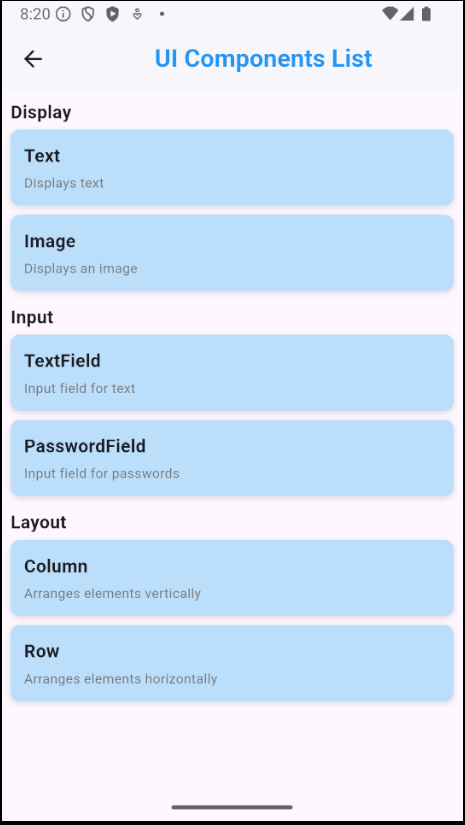 8:20
UI Components List
Display
Text
Displays text
Image
Displays an image
Input
TextField
Input field for text
PasswordField
Input field for passwords
Layout
Column
Arranges elements vertically
Row
Arranges elements horizontally